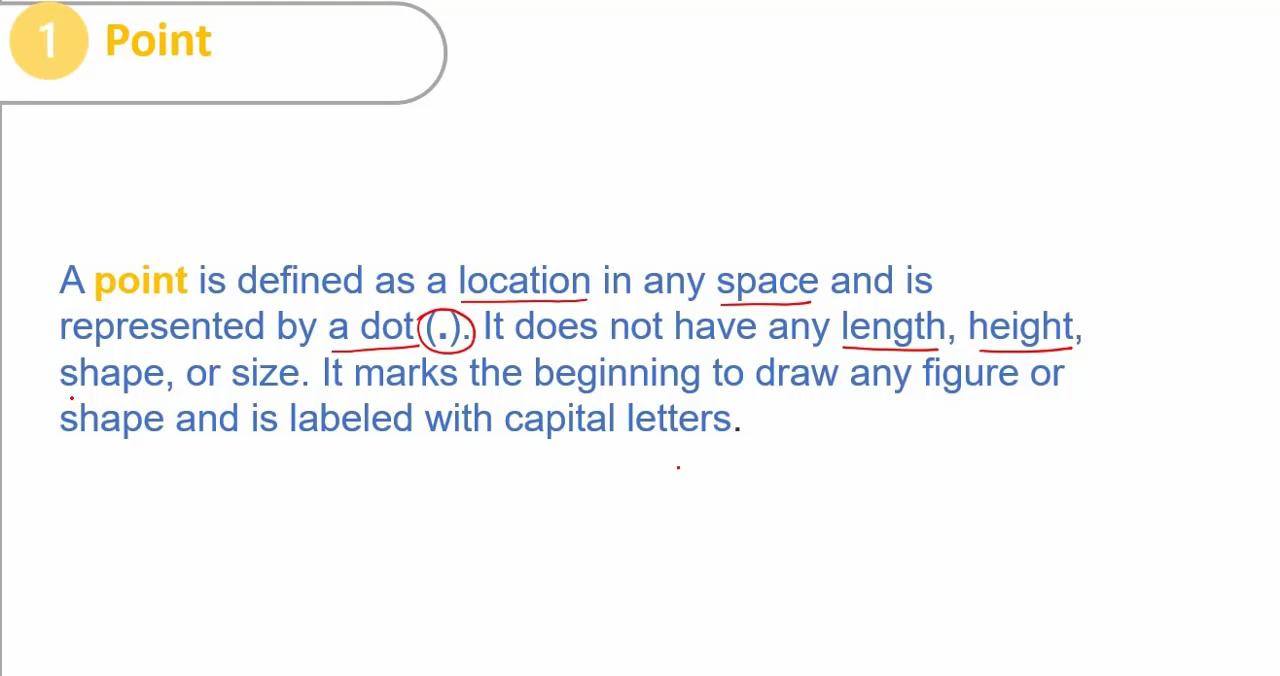 1 Point
A point is defined as a location in any space and is
represented by a dot (.). It does not have any length, height,
shape, or size. It marks the beginning to draw any figure or
shape and is labeled with capital letters.